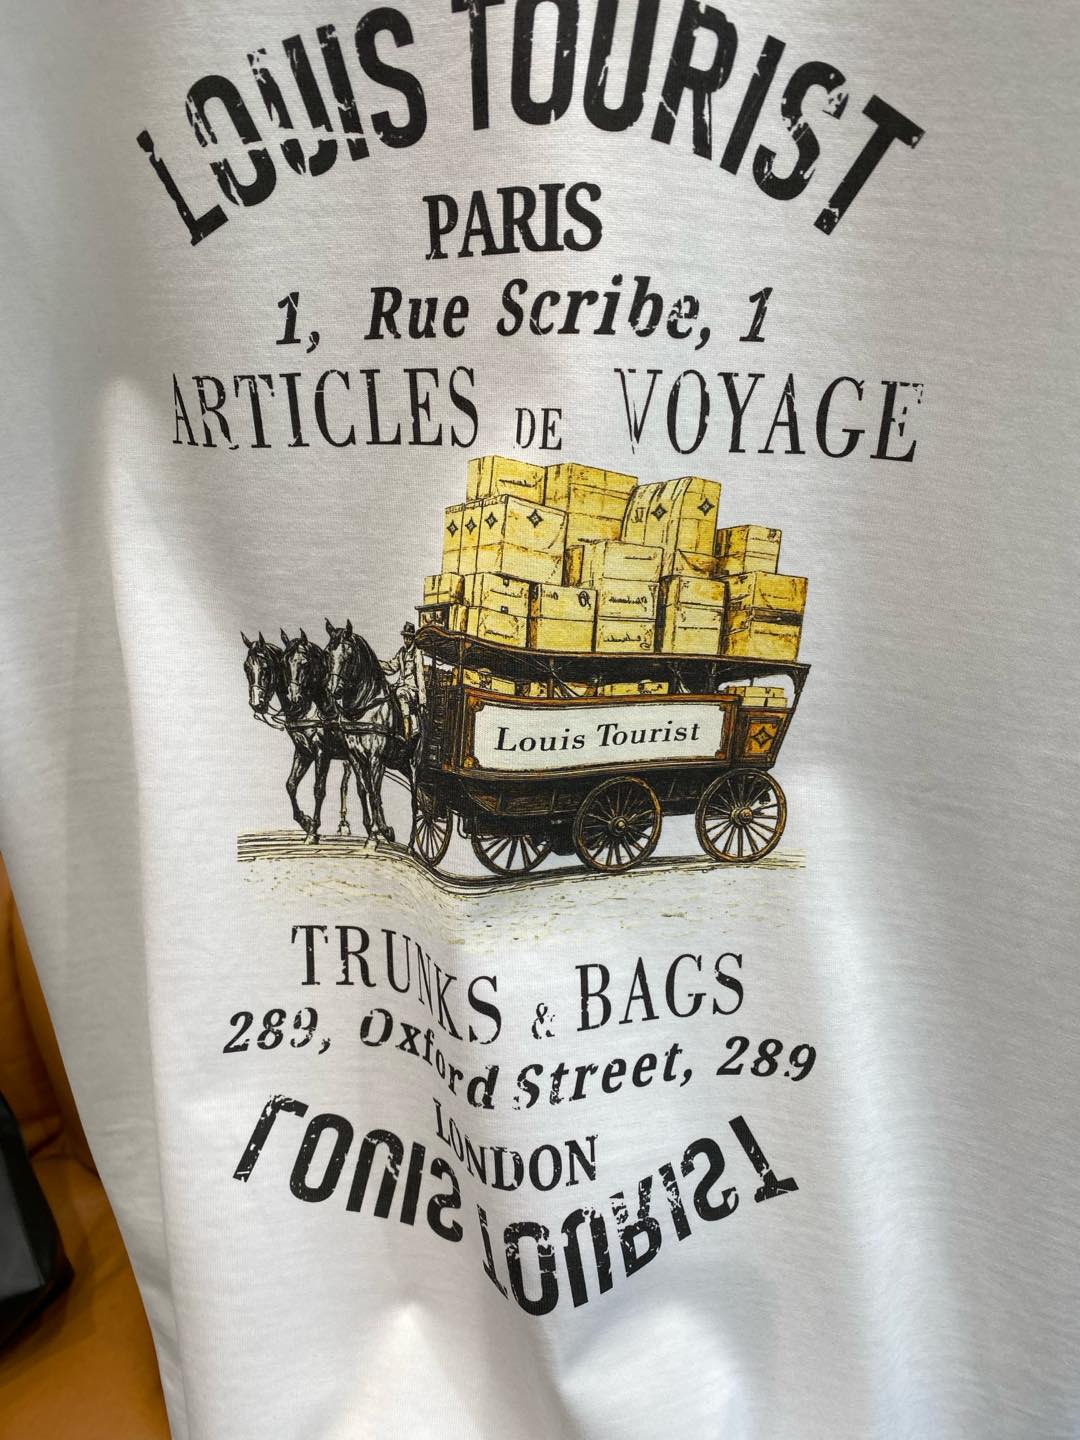 LOUIS TOURIST
PARIS
1, Rue Scribe, 1
ARTICLES DE VOYAGE
Louis Tourist
TRUNKS & BAGS
289, Oxford Street, 289
LONDON
LOUIS TOURIST